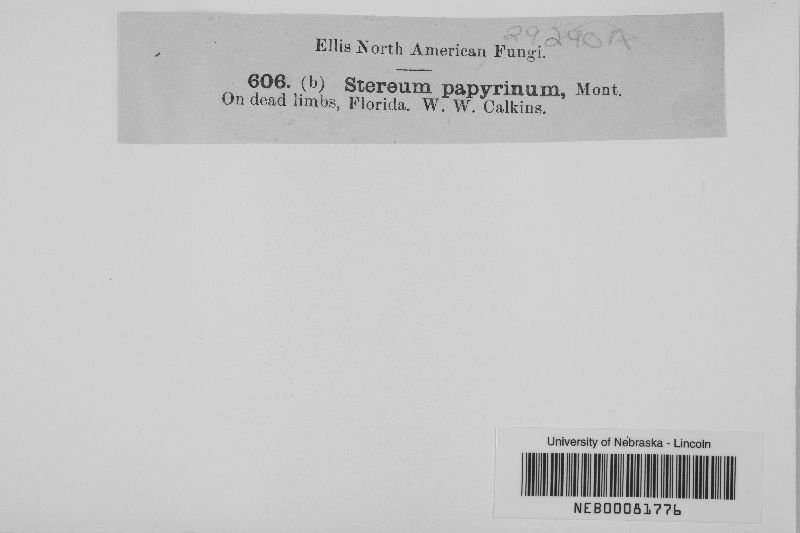 29240A
Ellis North American Fungi.
606. (b) Stereum papyrinum, Mont.
On dead limbs, Florida. W. W. Calkins.
University of Nebraska - Lincoln
NEB00081776